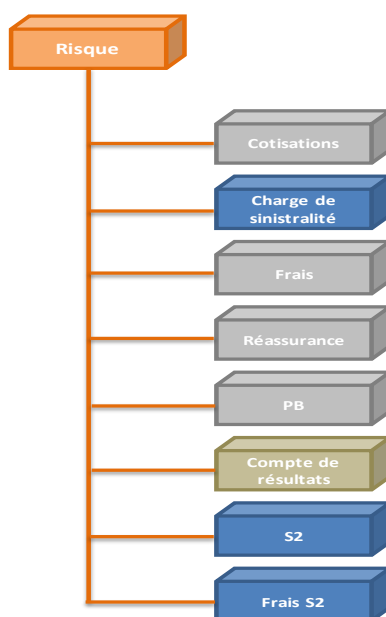 Risque
Cotisations
Charge de
sinistralité
Frais
Réassurance
PB
Compte de
résultats
S2
Frais S2